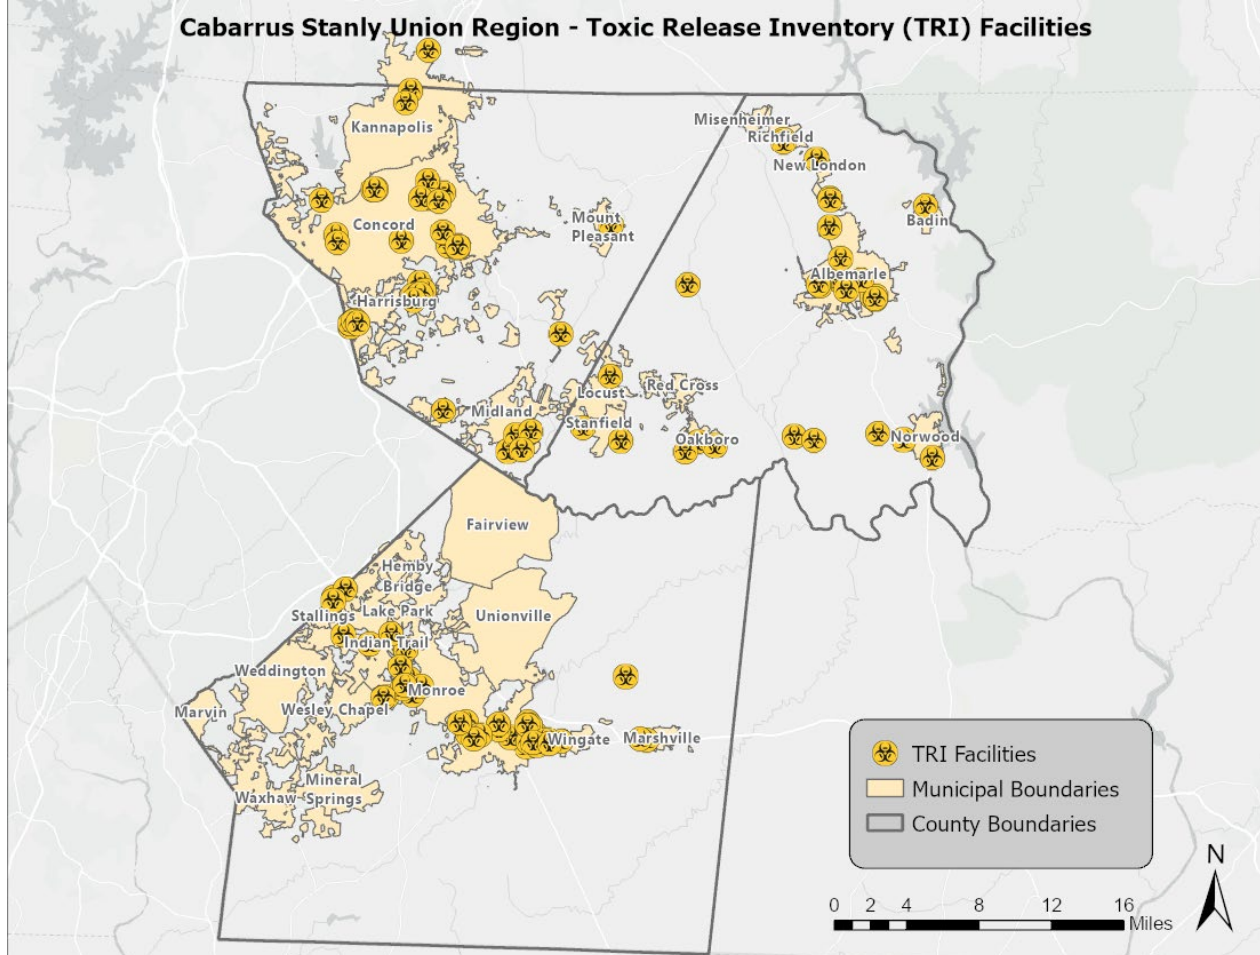 Cabarrus Stanly Union Region - Toxic Release Inventory (TRI) Facilities
Misenheimer
Kannapolis
Richfield
New London
Mount
Pleasant
Badin
Concord
Albemarle
Harrisburg
Red Cross
Locust
Midland
Stanfield
Oakboro
Norwood
Fairview
Hemby
Bridge
Stallings
Lake Park
Unionville
Indian Trail
Weddington
Monroe
Marvin
Wesley Chapel
Wingate
Marshville
Mineral
Springs
Waxhaw
TRI Facilities
Municipal Boundaries
County Boundaries
N
0 2 4 8 12 16
Miles